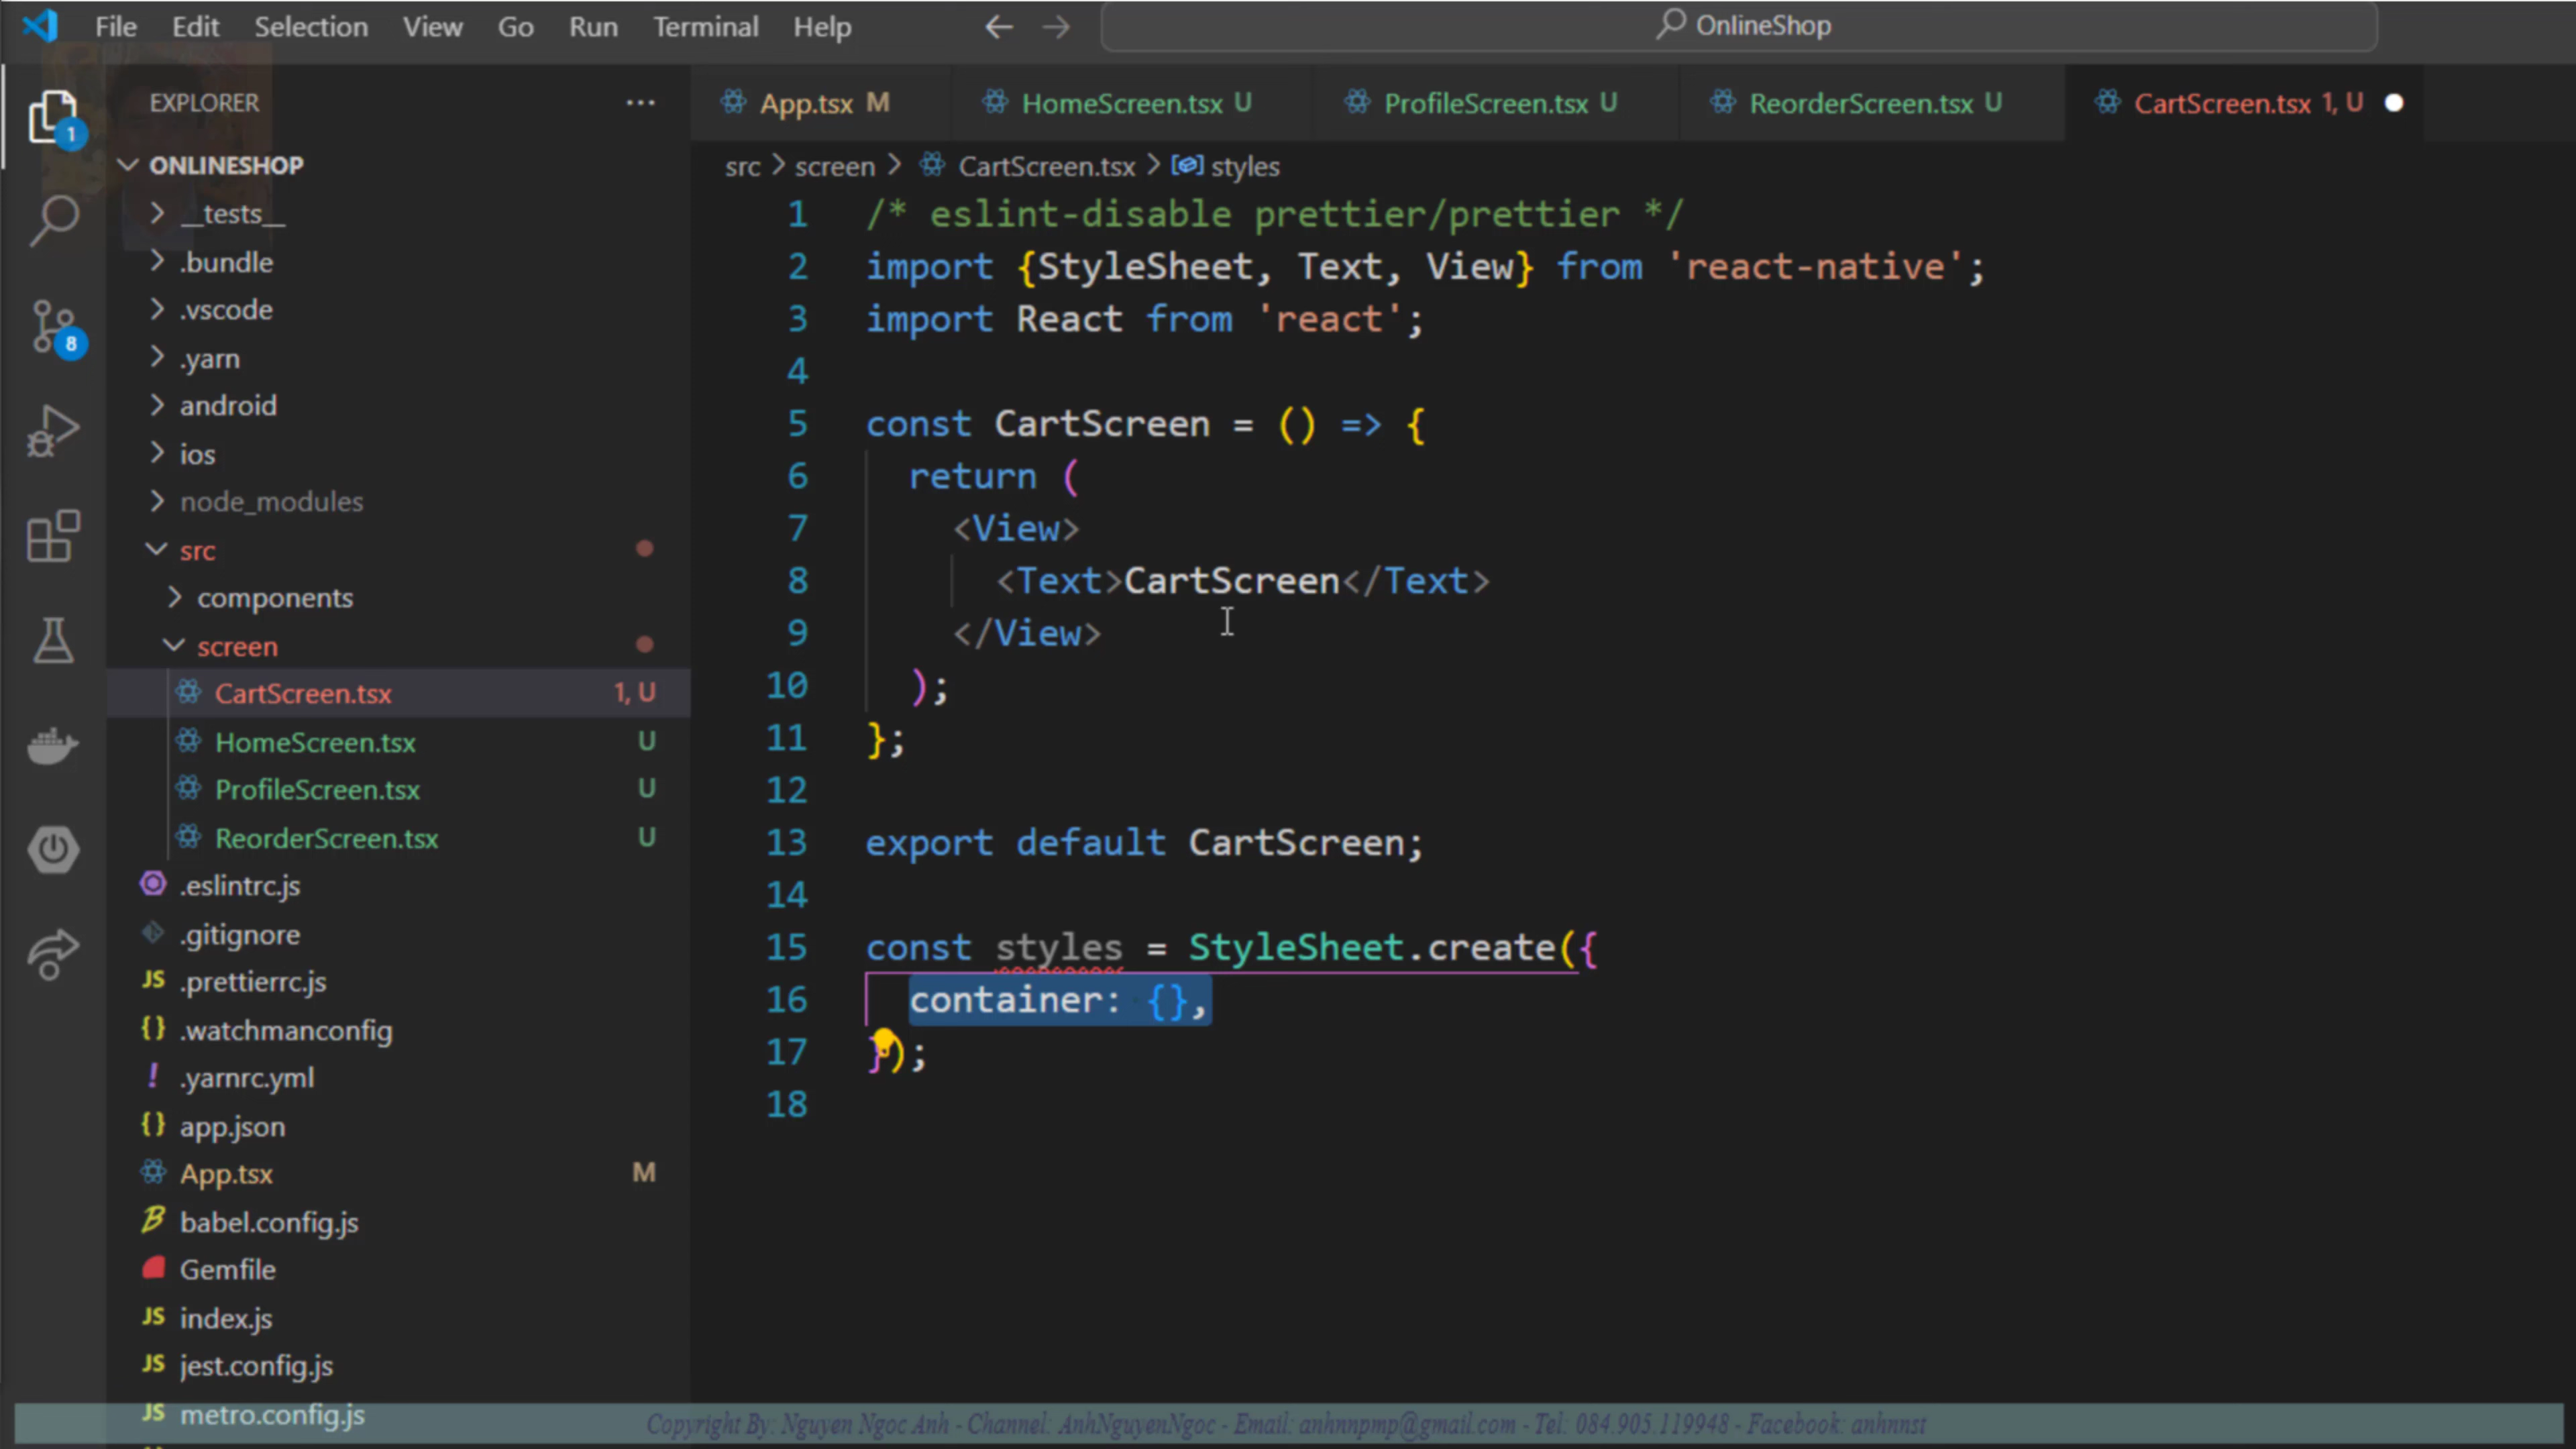 File Edit Selection View Go Run Terminal Help OnlineShop
EXPLORER
1
ONLINESHOP
__tests__
.bundle
.vscode
8
.yarn
android
ios
node_modules
src
components
screen
CartScreen.tsx 1, U
HomeScreen.tsx U
ProfileScreen.tsx U
ReorderScreen.tsx U
.eslintrc.js
.gitignore
JS .prettierrc.js
{} .watchmanconfig
! .yarnrc.yml
{} app.json
App.tsx M
babel.config.js
Gemfile
JS index.js
JS jest.config.js
JS metro.config.js
App.tsx M HomeScreen.tsx U ProfileScreen.tsx U ReorderScreen.tsx U CartScreen.tsx 1, U
src > screen > CartScreen.tsx > styles
1 /* eslint-disable prettier/prettier */
2 import {StyleSheet, Text, View} from 'react-native';
3 import React from 'react';
4
5 const CartScreen = () => {
6 return (
7 <View>
8 <Text>CartScreen</Text>
9 </View>
10 );
11 };
12
13 export default CartScreen;
14
15 const styles = StyleSheet.create({
16 container: {},
17 });
18
Copyright By: Nguyen Ngoc Anh - Channel: AnhNguyenNgoc - Email: anhnnpmp@gmail.com - Tel: 084.905.119948 - Facebook: anhnnst